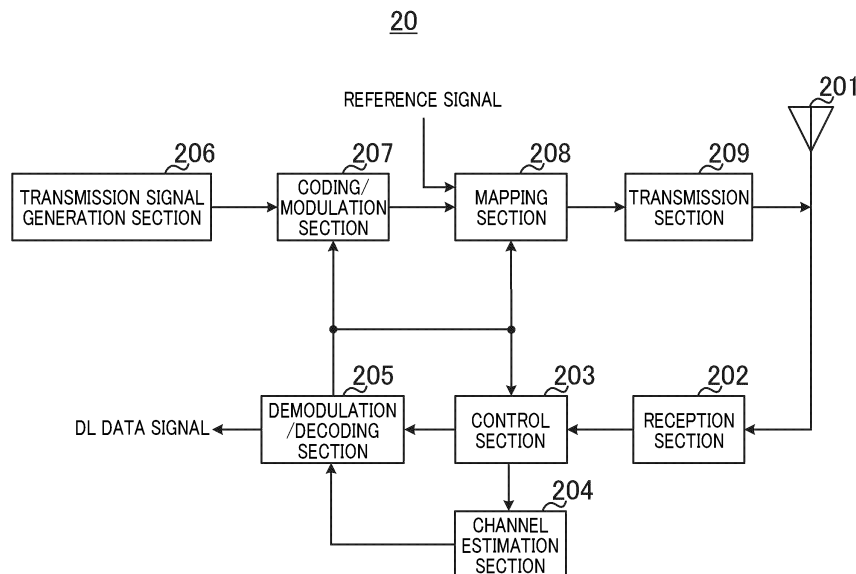 20
REFERENCE SIGNAL
201
206
207
208
209
TRANSMISSION SIGNAL
GENERATION SECTION
CODING/
MODULATION
SECTION
MAPPING
SECTION
TRANSMISSION
SECTION
205
203
202
DL DATA SIGNAL
DEMODULATION
/DECODING
SECTION
CONTROL
SECTION
RECEPTION
SECTION
204
CHANNEL
ESTIMATION
SECTION